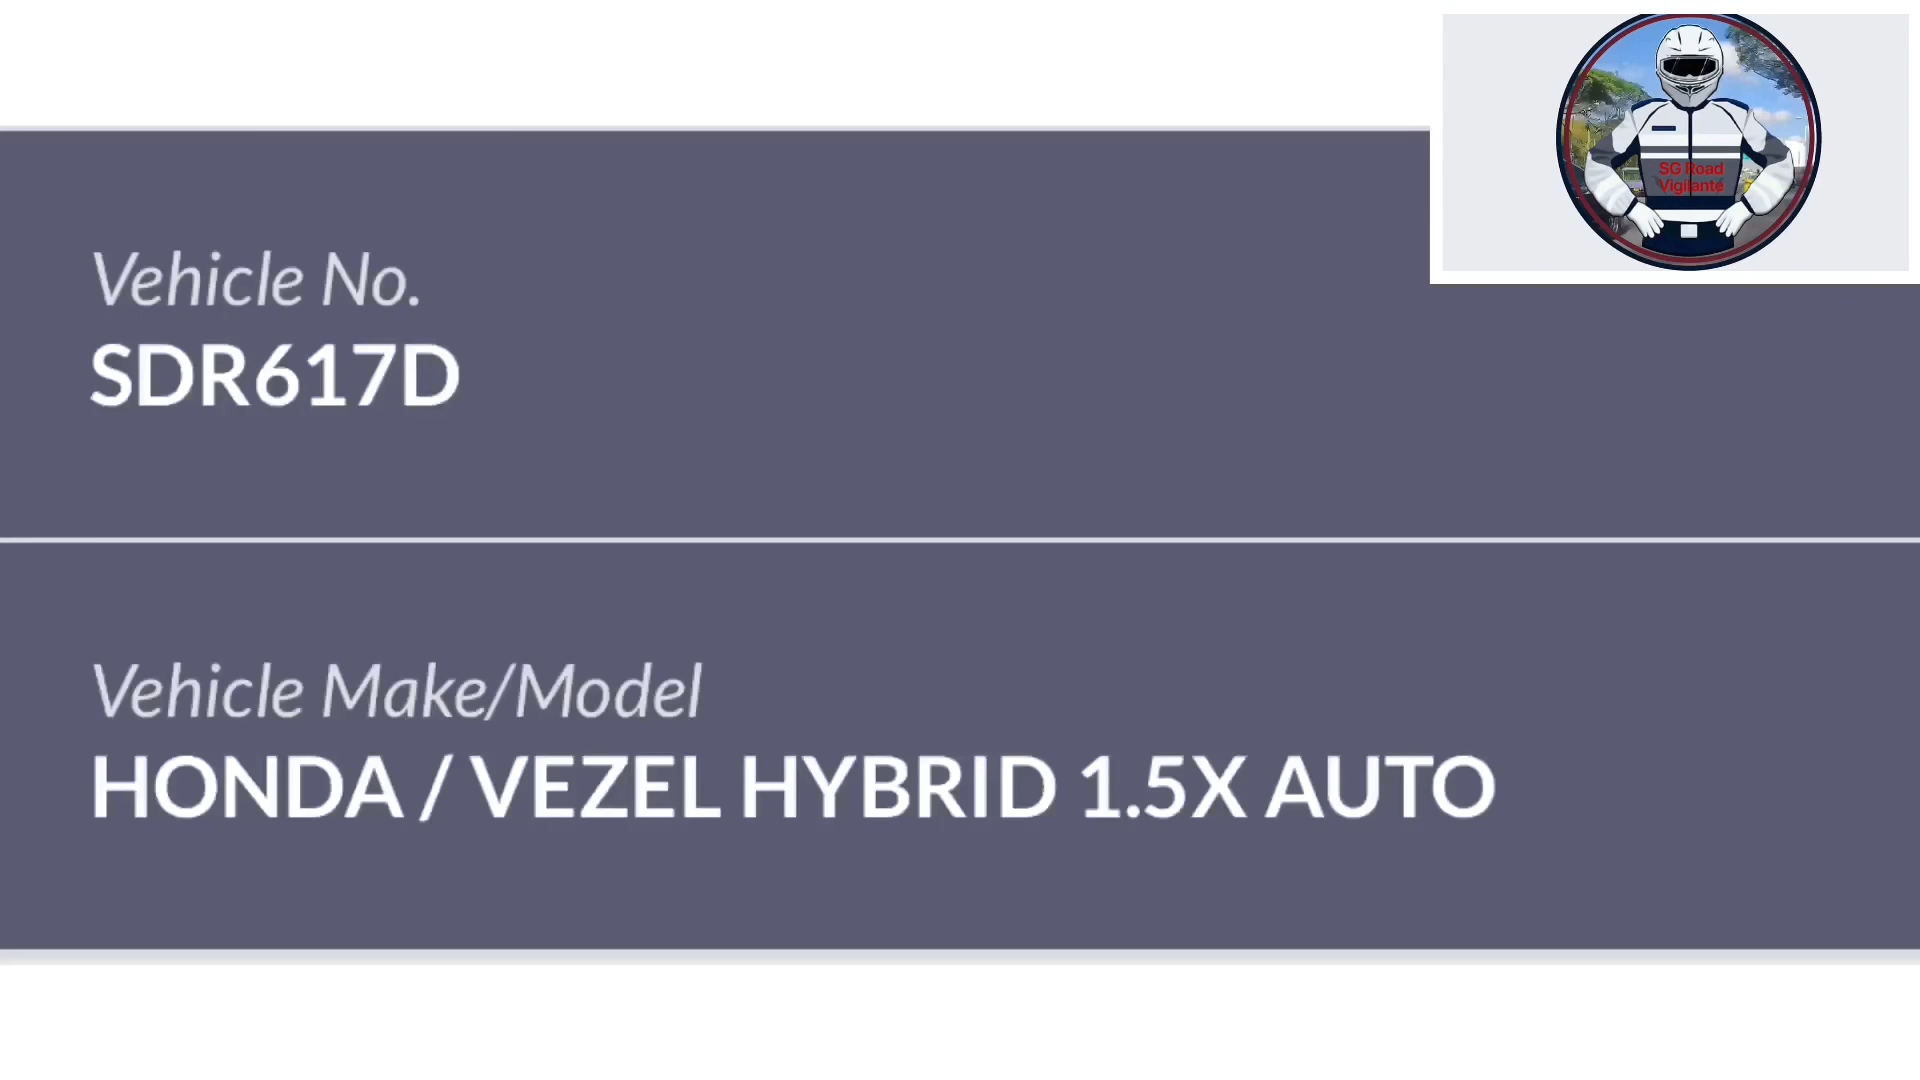 SG Road
Vigilante
Vehicle No.
SDR617D
Vehicle Make/Model
HONDA / VEZEL HYBRID 1.5X AUTO